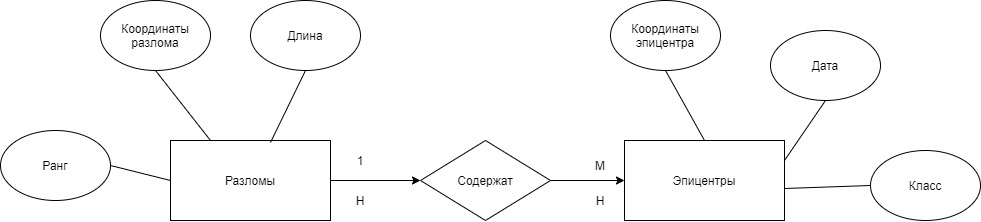 Координаты
разлома
Длина
Координаты
эпицентра
Дата
Ранг
Разломы
1
Н
Содержат
М
Н
Эпицентры
Класс